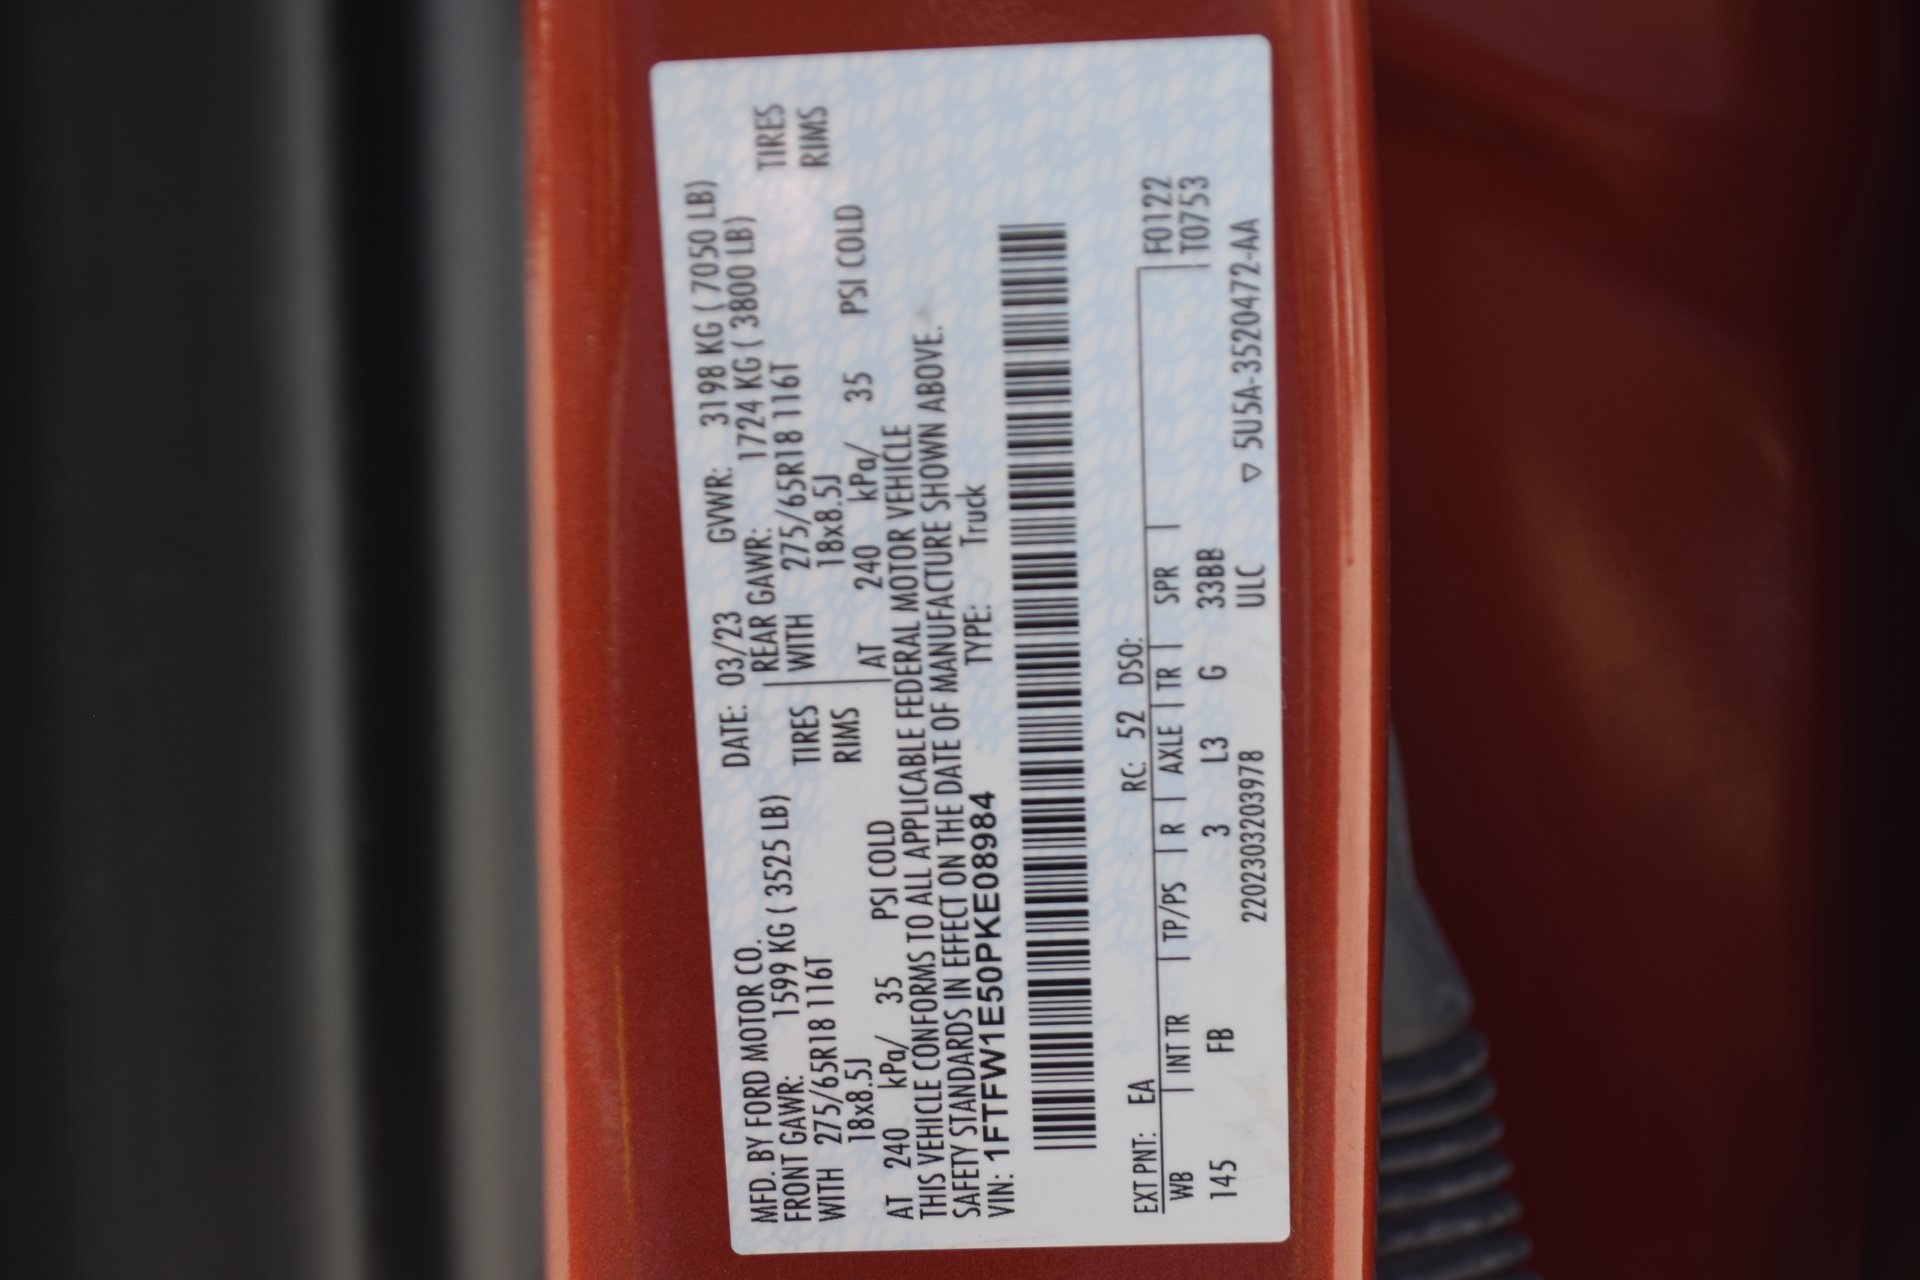 MFD. BY FORD MOTOR CO. DATE: 03/23 GVWR: 3198 KG ( 7050 LB)
FRONT GAWR: 1599 KG ( 3525 LB) REAR GAWR: 1724 KG ( 3800 LB)
WITH 275/65R18 116T TIRES WITH 275/65R18 116T TIRES
18x8.5J RIMS 18x8.5J RIMS
AT 240 kPa/ 35 PSI COLD AT 240 kPa/ 35 PSI COLD
THIS VEHICLE CONFORMS TO ALL APPLICABLE FEDERAL MOTOR VEHICLE
SAFETY STANDARDS IN EFFECT ON THE DATE OF MANUFACTURE SHOWN ABOVE.
VIN: 1FTFW1E50PKE08984 TYPE: Truck
EXT PNT: EA RC: 52 DSO: F0122
WB | INT TR | TP/PS | R | AXLE | TR | SPR | T0753
145 FB 3 L3 G 33BB
2202303203978 ULC ▽ 5U5A-3520472-AA